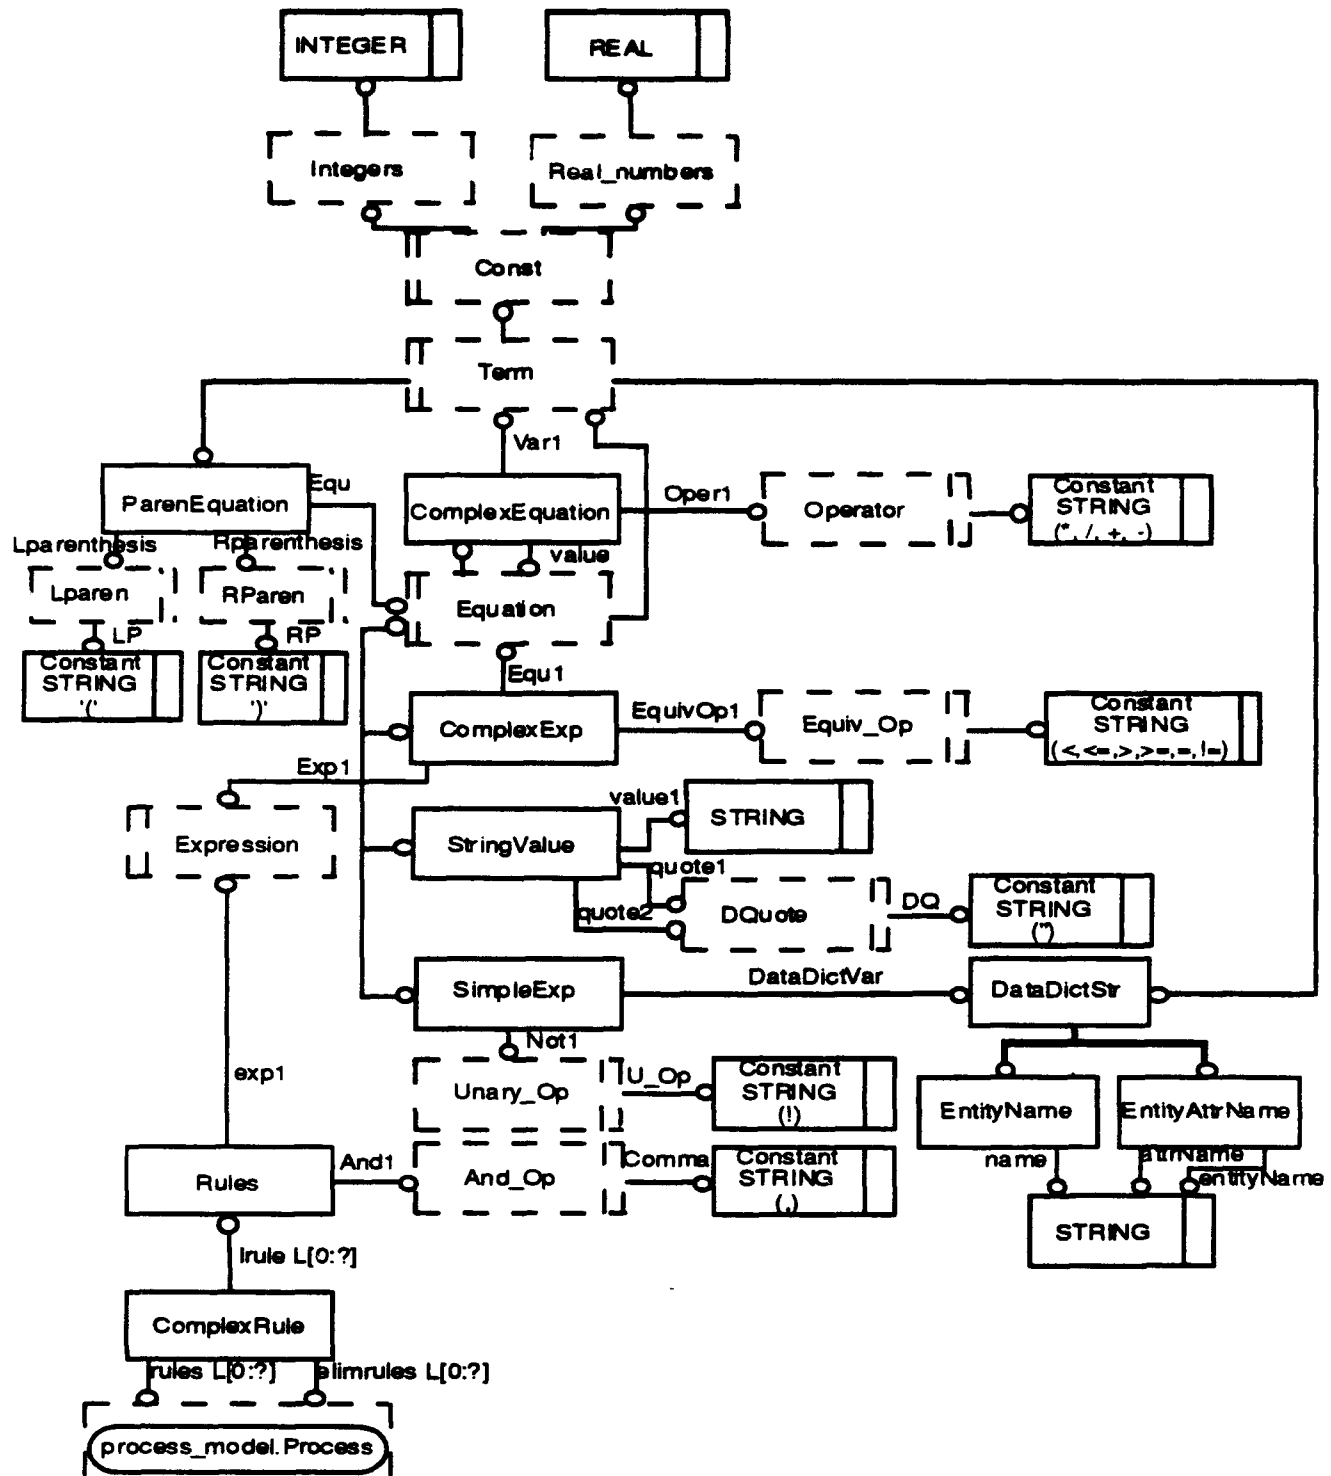 INTEGER
REAL
Integers
Real_numbers
Const
Term
Var1
ParenEquation
Equ
ComplexEquation
Oper1
Operator
Constant
STRING
(*, /, +, -)
Lparenthesis
Rparenthesis
value
Lparen
RParen
Equation
LP
RP
Constant
STRING
'('
Constant
STRING
')'
Equ1
ComplexExp
EquivOp1
Equiv_Op
Constant
STRING
(<,<=,>,>=,=,!=)
Exp1
Expression
value1
STRING
StringValue
quote1
quote2
DQuote
DQ
Constant
STRING
(")
SimpleExp
DataDictVar
DataDictStr
Not1
exp1
Unary_Op
U_Op
Constant
STRING
(!)
EntityName
EntityAttrName
name
attrName
entityName
Rules
And1
And_Op
Comma
Constant
STRING
(,)
STRING
lrule L[0:?]
ComplexRule
rules L[0:?]
elimrules L[0:?]
process_model.Process